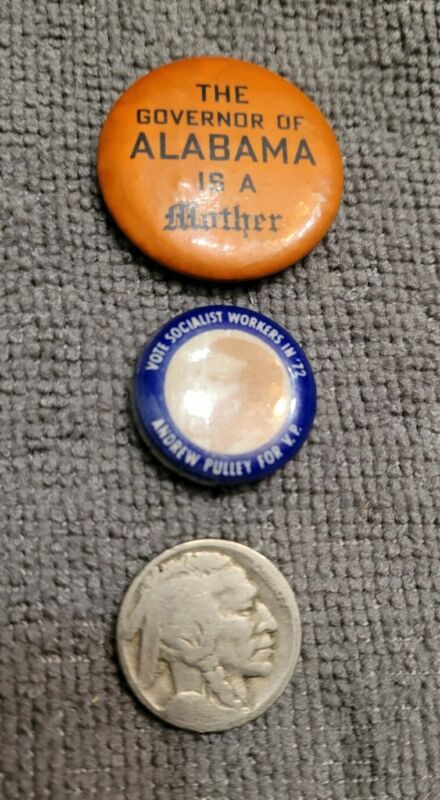 THE
GOVERNOR OF
ALABAMA
IS A
Mother
VOTE SOCIALIST WORKERS IN '72
ANDREW PULLEY FOR V.P.